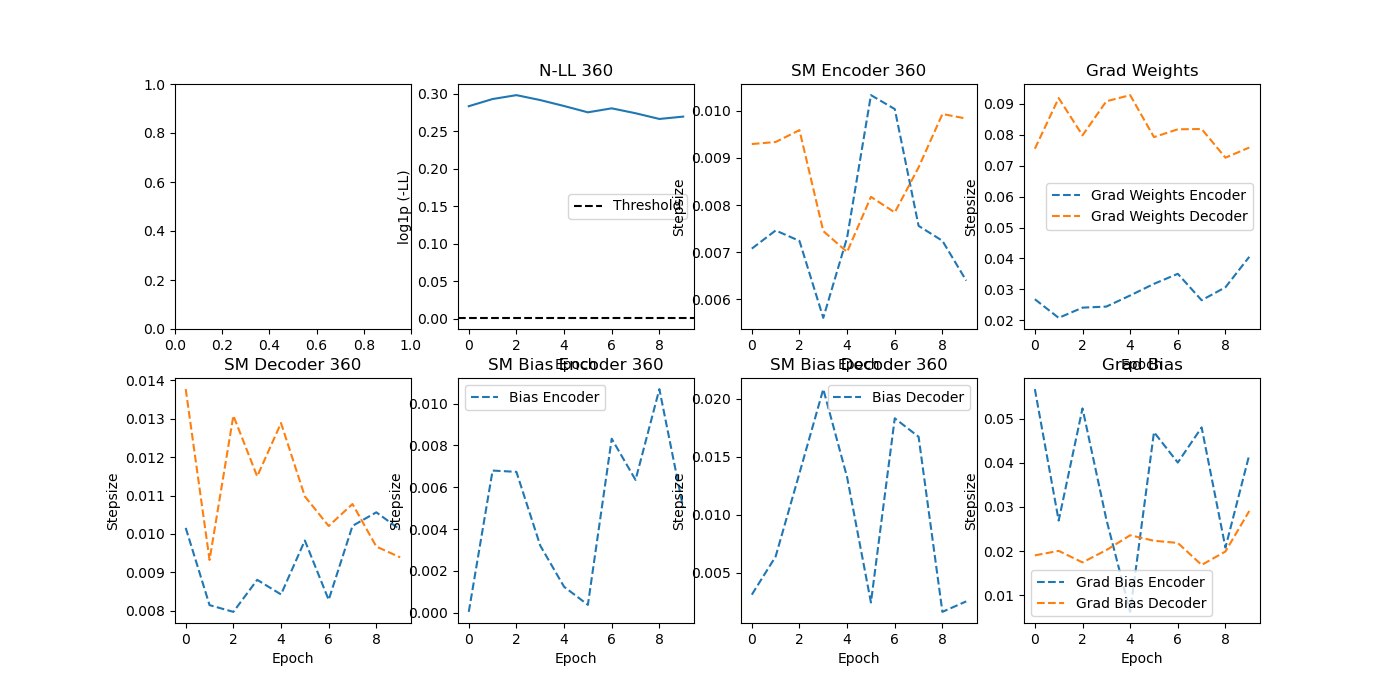 N-LL 360
SM Encoder 360
Grad Weights
1.0
0.8
0.6
0.4
0.2
0.0
0.0 0.2 0.4 0.6 0.8 1.0
log1p (-LL)
0.30
0.25
0.20
0.15
0.10
0.05
0.00
Threshold
0 2 4 6 8
Epoch
Stepsize
0.010
0.009
0.008
0.007
0.006
0 2 4 6 8
Epoch
Stepsize
0.09
0.08
0.07
0.06
0.05
0.04
0.03
0.02
Grad Weights Encoder
Grad Weights Decoder
0 2 4 6 8
Epoch
SM Decoder 360
SM Bias Encoder 360
SM Bias Decoder 360
Grad Bias
Stepsize
0.014
0.013
0.012
0.011
0.010
0.009
0.008
0 2 4 6 8
Epoch
Stepsize
0.010
0.008
0.006
0.004
0.002
0.000
Bias Encoder
0 2 4 6 8
Epoch
Stepsize
0.020
0.015
0.010
0.005
Bias Decoder
0 2 4 6 8
Epoch
Stepsize
0.05
0.04
0.03
0.02
0.01
Grad Bias Encoder
Grad Bias Decoder
0 2 4 6 8
Epoch